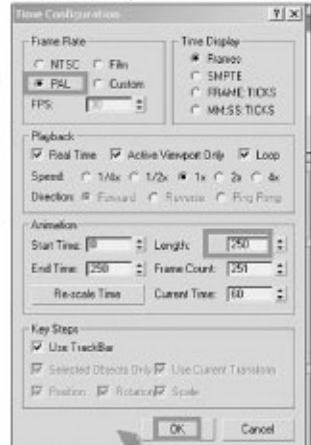 Time Configuration
Frame Rate
NTSC Film
PAL Custom
FPS:
Time Display
Frames
SMPTE
FRAME:TICKS
MM:SS:TICKS
Playback
Real Time Active Viewport Only Loop
Speed: 1/4x 1/2x 1x 2x 4x
Direction: Forward Reverse Ping-Pong
Animation
Start Time: 0 Length: 250
End Time: 250 Frame Count: 251
Re-scale Time Current Time: 60
Key Steps
Use TrackBar
Selected Objects Only Use Current Transform
Position Rotation Scale
OK Cancel